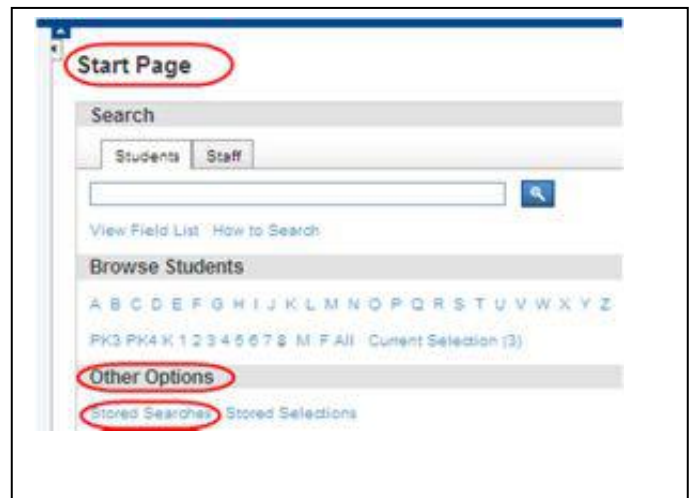 Start Page
Search
Students Staff
View Field List How to Search
Browse Students
A B C D E F G H I J K L M N O P Q R S T U V W X Y Z
PK3 PK4 K 1 2 3 4 5 6 7 8 M F All Current Selection (3)
Other Options
Stored Searches Stored Selections